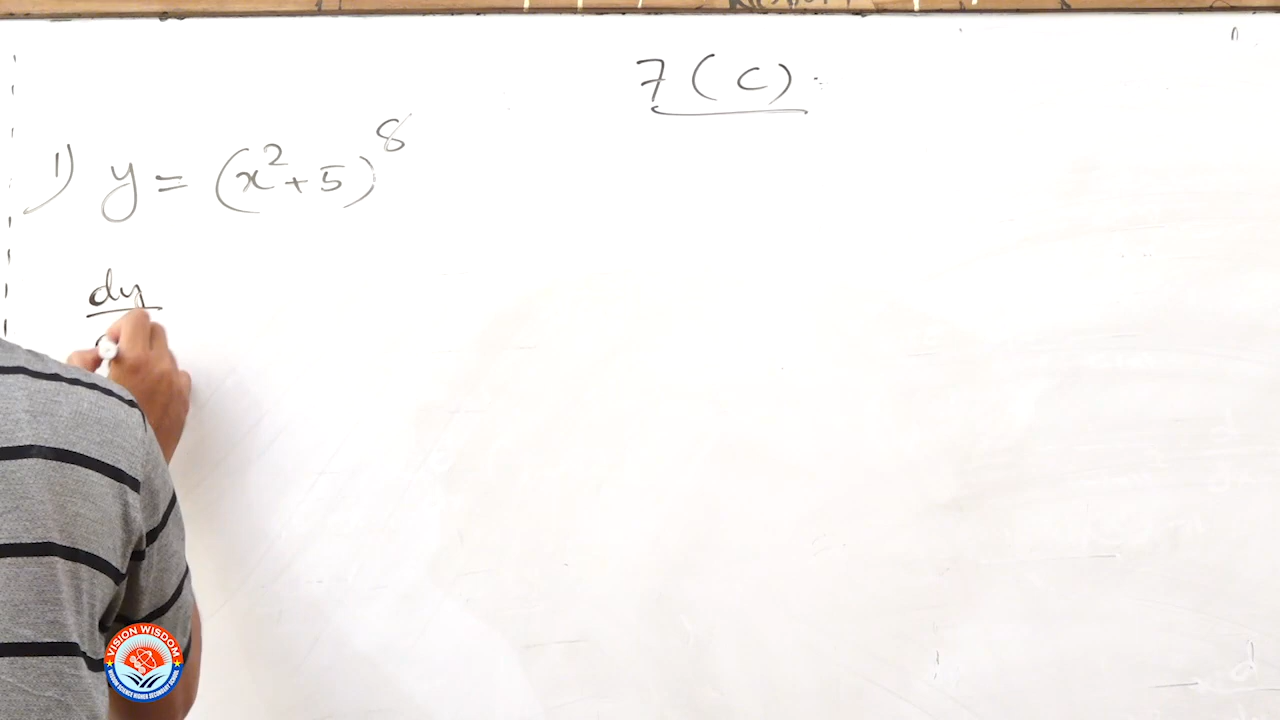 7 (C)
1) y = (x²+5)⁸
dy
VISION WISDOM